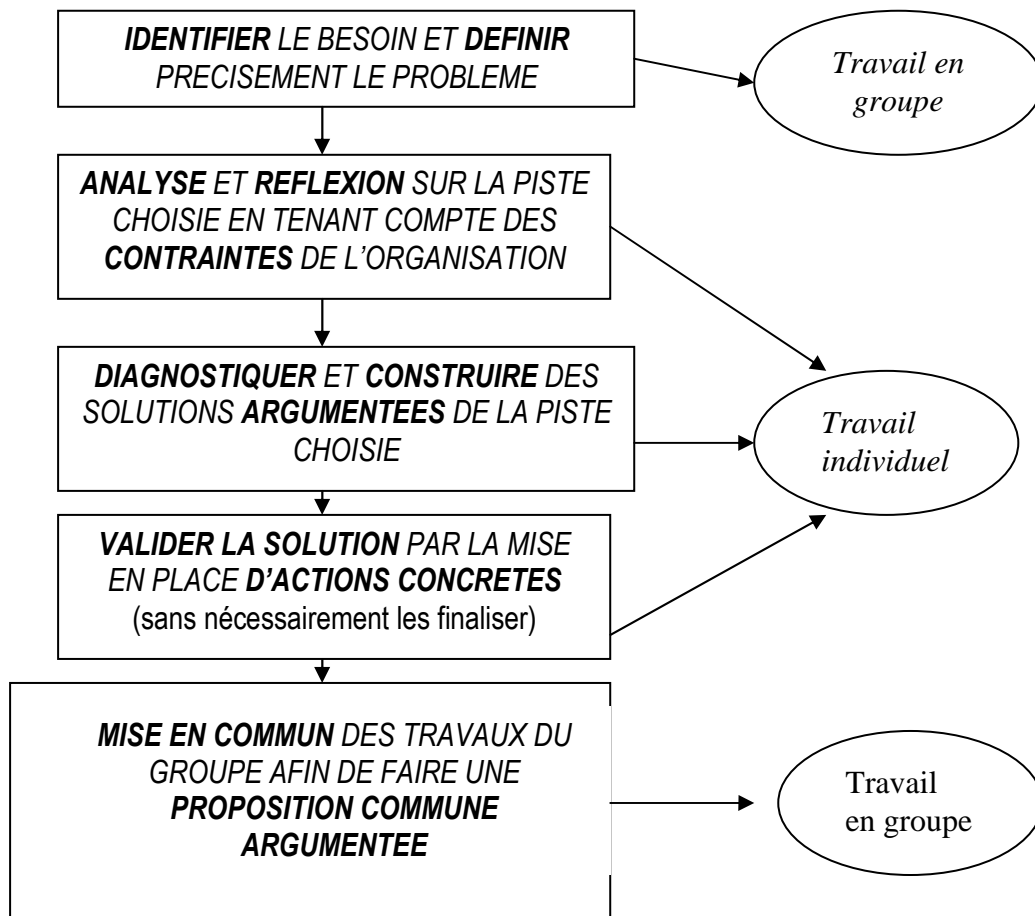 IDENTIFIER LE BESOIN ET DEFINIR
PRECISEMENT LE PROBLEME
Travail en
groupe
ANALYSE ET REFLEXION SUR LA PISTE
CHOISIE EN TENANT COMPTE DES
CONTRAINTES DE L’ORGANISATION
DIAGNOSTIQUER ET CONSTRUIRE DES
SOLUTIONS ARGUMENTEES DE LA PISTE
CHOISIE
Travail
individuel
VALIDER LA SOLUTION PAR LA MISE
EN PLACE D’ACTIONS CONCRETES
(sans nécessairement les finaliser)
MISE EN COMMUN DES TRAVAUX DU
GROUPE AFIN DE FAIRE UNE
PROPOSITION COMMUNE
ARGUMENTEE
Travail
en groupe